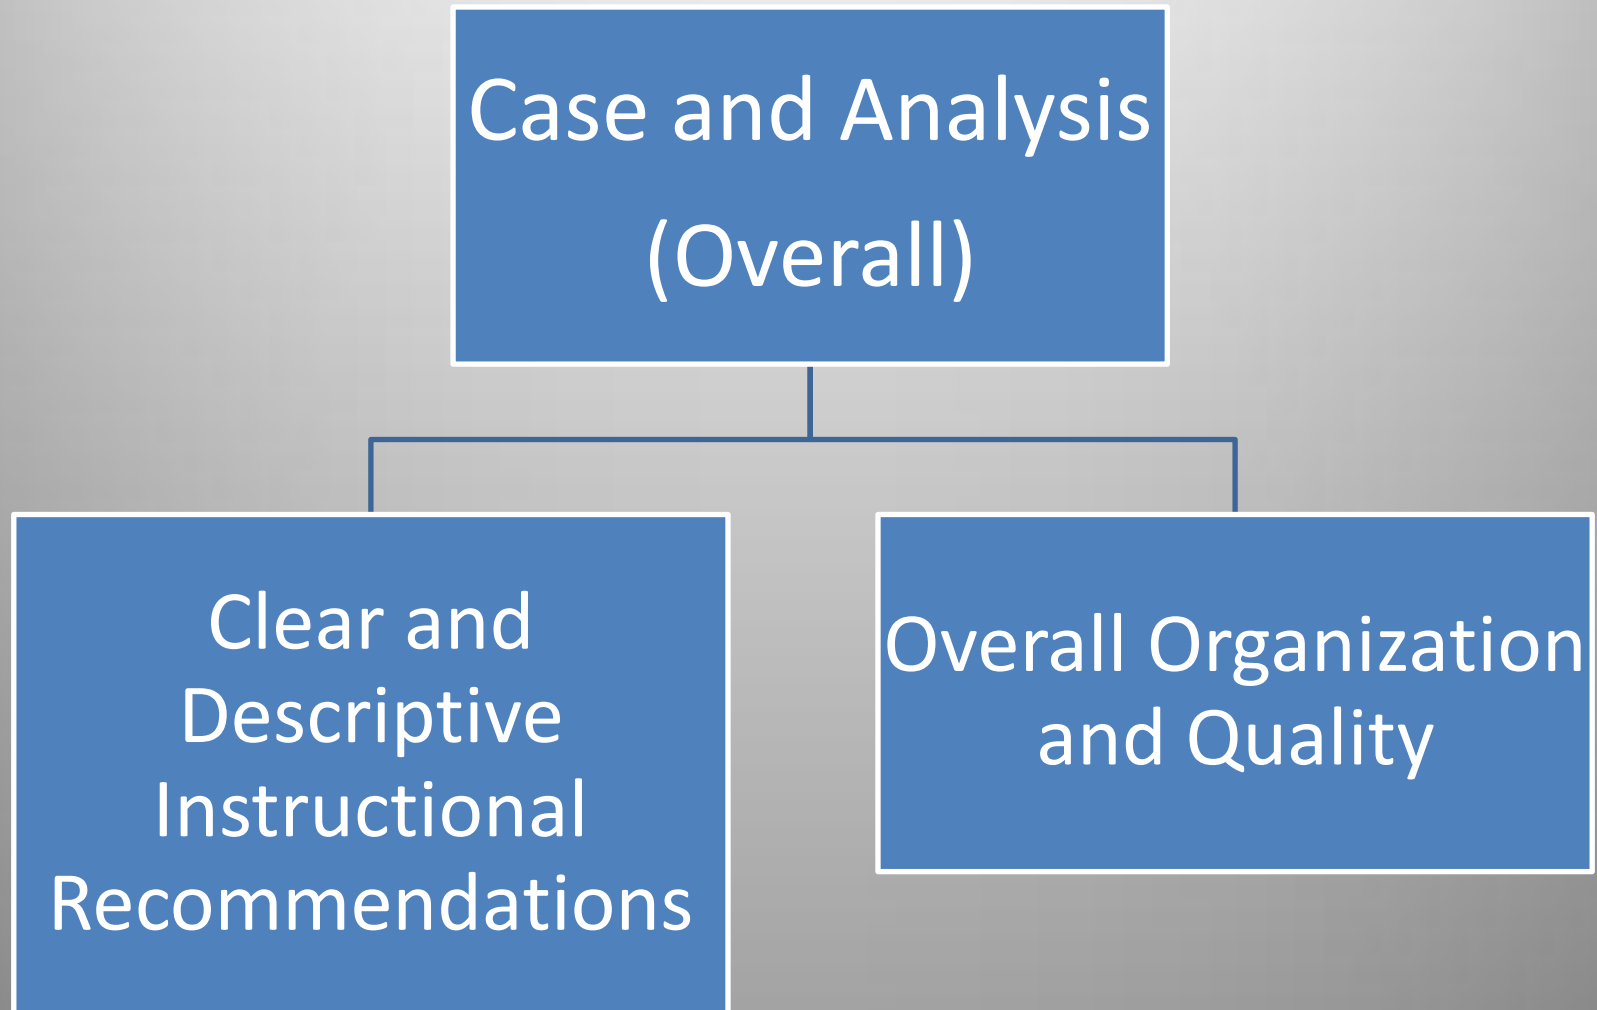 Case and Analysis
(Overall)
Clear and
Descriptive
Instructional
Recommendations
Overall Organization
and Quality